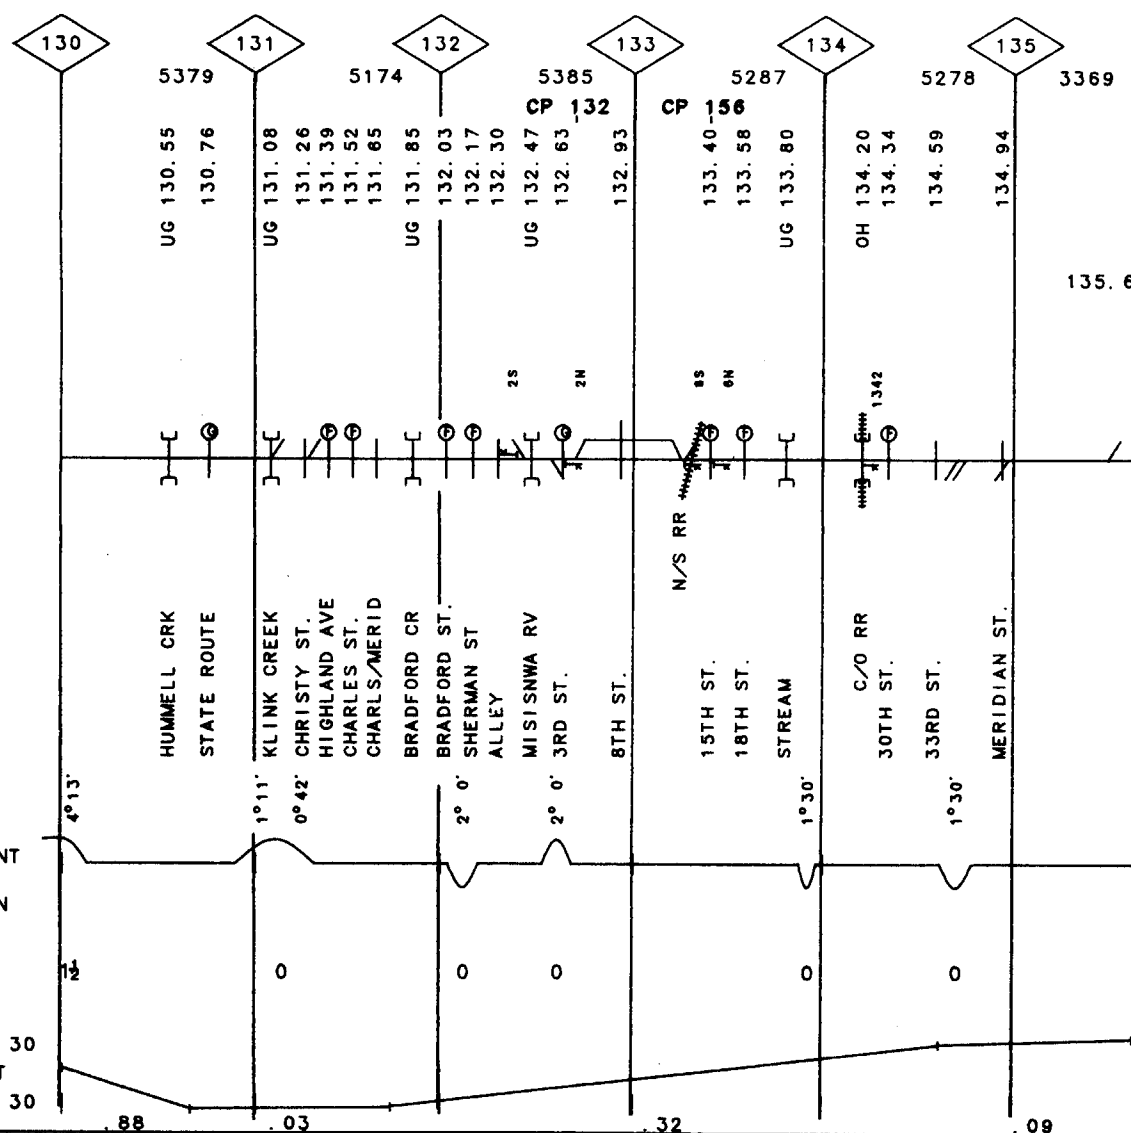 130 131 132 133 134 135
5379 5174 5385 5287 5278 3369
CP 132 CP 156
UG 130.55
130.76
UG 131.08
131.26
131.39
131.52
131.65
UG 131.85
132.03
132.17
132.30
UG 132.47
132.63
132.93
133.40
133.58
UG 133.80
OH 134.20
134.34
134.59
134.94
135.6
2S
2N
6N
1342
G F F F F G F F F
N/S RR
HUMMELL CRK
STATE ROUTE
KLINK CREEK
CHRISTY ST.
HIGHLAND AVE
CHARLES ST.
CHARLS/MERID
BRADFORD CR
BRADFORD ST.
SHERMAN ST
ALLEY
MISISNWA RV
3RD ST.
8TH ST.
15TH ST.
18TH ST.
STREAM
C/O RR
30TH ST.
33RD ST.
MERIDIAN ST.
4°13'
1°11'
0°42'
2° 0'
2° 0'
1°30'
1°30'
NT
N
1½ 0 0 0 0 0
30
T
30
.88 .03 .32 .09